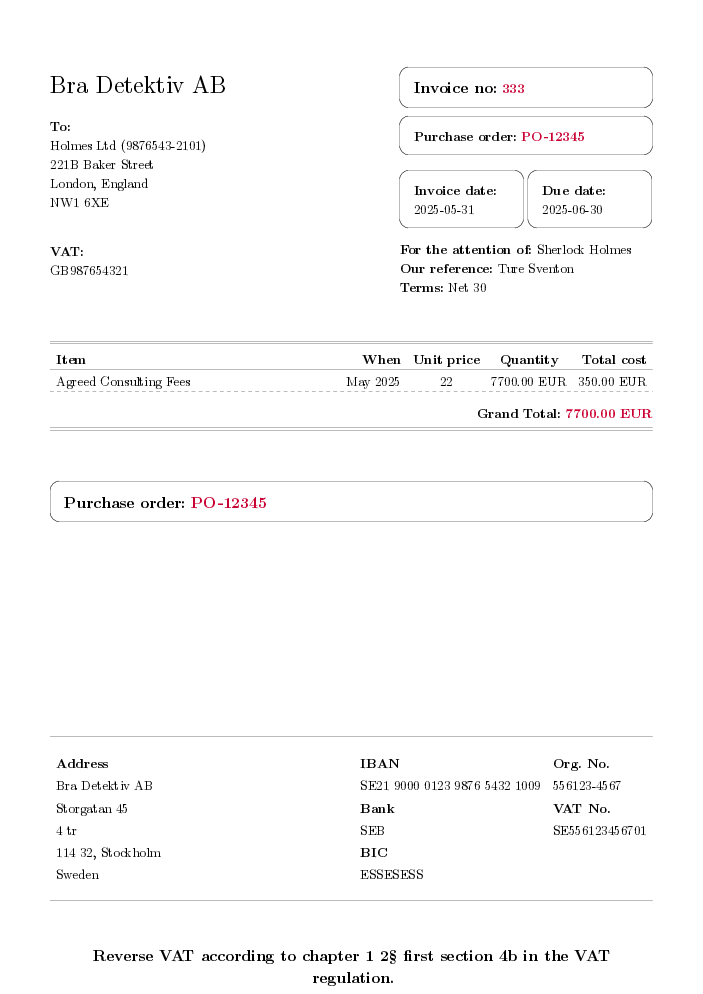 Bra Detektiv AB
To:
Holmes Ltd (9876543-2101)
221B Baker Street
London, England
NW1 6XE
VAT:
GB987654321
Invoice no: 333
Purchase order: PO-12345
Invoice date:
2025-05-31
Due date:
2025-06-30
For the attention of: Sherlock Holmes
Our reference: Ture Sventon
Terms: Net 30
Item When Unit price Quantity Total cost
Agreed Consulting Fees May 2025 22 7700.00 EUR 350.00 EUR
Grand Total: 7700.00 EUR
Purchase order: PO-12345
Address
Bra Detektiv AB
Storgatan 45
4 tr
114 32, Stockholm
Sweden
IBAN
SE21 9000 0123 9876 5432 1009
Bank
SEB
BIC
ESSESESS
Org. No.
556123-4567
VAT No.
SE556123456701
Reverse VAT according to chapter 1 2§ first section 4b in the VAT
regulation.